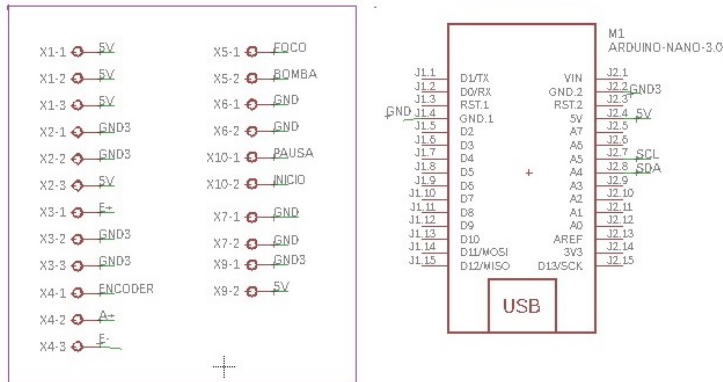 X1-1 5V
X1-2 5V
X1-3 5V
X2-1 GND3
X2-2 GND3
X2-3 5V
X3-1 E+
X3-2 GND3
X3-3 GND3
X4-1 ENCODER
X4-2 A+
X4-3 E-
X5-1 FOCO
X5-2 BOMBA
X6-1 GND
X6-2 GND
X10-1 PAUSA
X10-2 INICIO
X7-1 GND
X7-2 GND
X9-1 GND3
X9-2 5V
M1
ARDUINO-NANO-3.0
J1.1 D1/TX VIN J2.1
J1.2 D0/RX GND.2 J2.2 GND3
J1.3 RST.1 RST.2 J2.3
GND J1.4 GND.1 5V J2.4 5V
J1.5 D2 A7 J2.5
J1.6 D3 A6 J2.6
J1.7 D4 A5 J2.7 SCL
J1.8 D5 A4 J2.8 SDA
J1.9 D6 A3 J2.9
J1.10 D7 A2 J2.10
J1.11 D8 A1 J2.11
J1.12 D9 A0 J2.12
J1.13 D10 AREF J2.13
J1.14 D11/MOSI 3V3 J2.14
J1.15 D12/MISO D13/SCK J2.15
USB